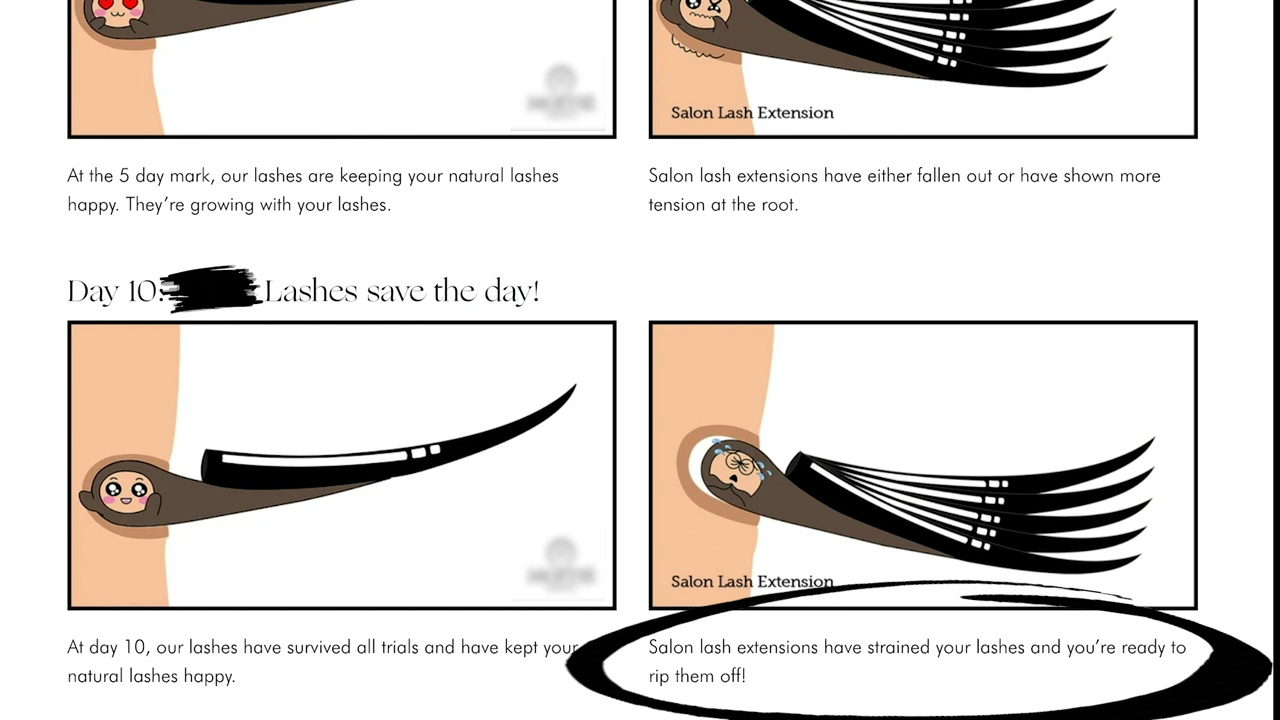 Salon Lash Extension
At the 5 day mark, our lashes are keeping your natural lashes
happy. They’re growing with your lashes.
Salon lash extensions have either fallen out or have shown more
tension at the root.
Day 10: Lashes save the day!
Salon Lash Extension
At day 10, our lashes have survived all trials and have kept your
natural lashes happy.
Salon lash extensions have strained your lashes and you’re ready to
rip them off!